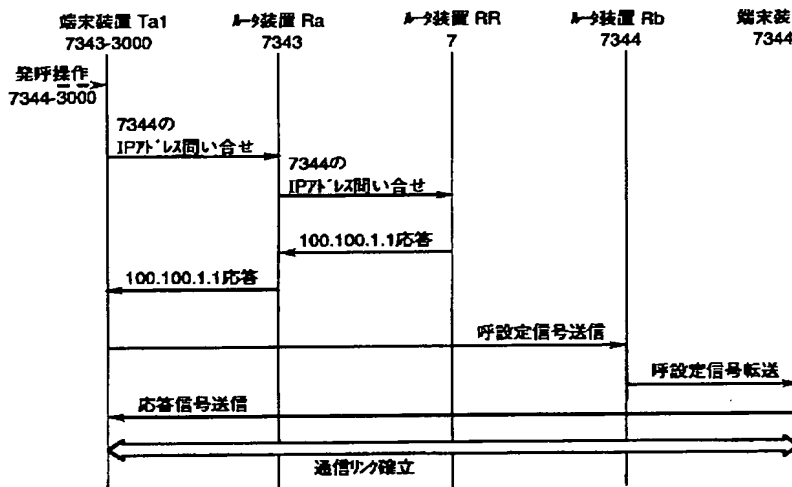 端末装置 Ta1
7343-3000
ルータ装置 Ra
7343
ルータ装置 RR
7
ルータ装置 Rb
7344
端末装
7344
発呼操作
7344-3000
7344の
IPアドレス問い合せ
7344の
IPアドレス問い合せ
100.100.1.1応答
100.100.1.1応答
呼設定信号送信
呼設定信号転送
応答信号送信
通信リンク確立